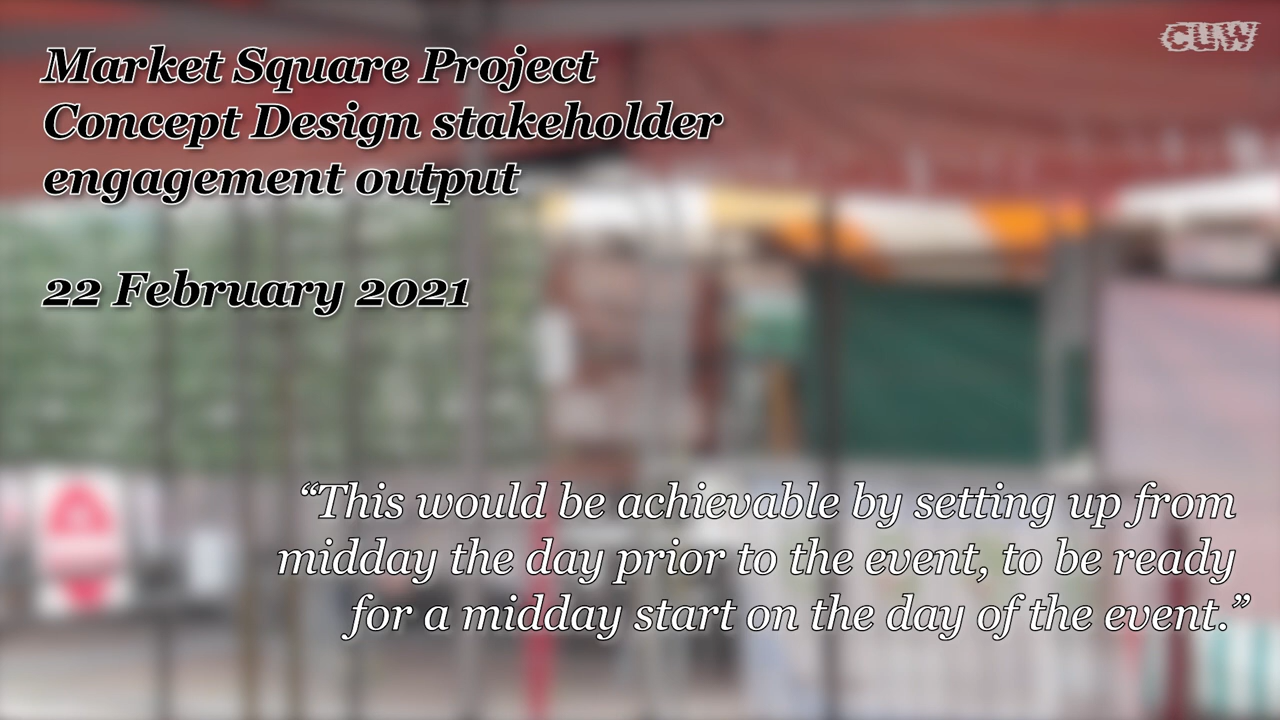 CLW
Market Square Project
Concept Design stakeholder
engagement output
22 February 2021
“This would be achievable by setting up from
midday the day prior to the event, to be ready
for a midday start on the day of the event.”